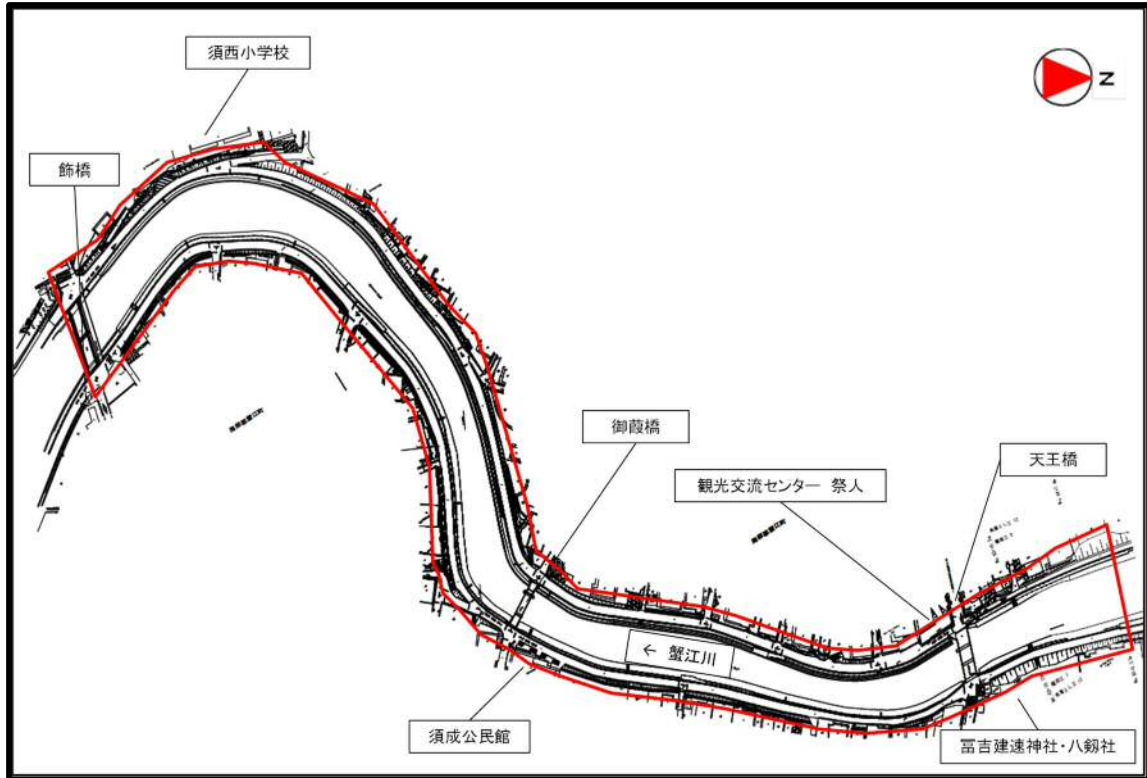 須西小学校
N
飾橋
御葭橋
天王橋
観光交流センター 祭人
← 蟹江川
須成公民館
冨吉建速神社・八剱社